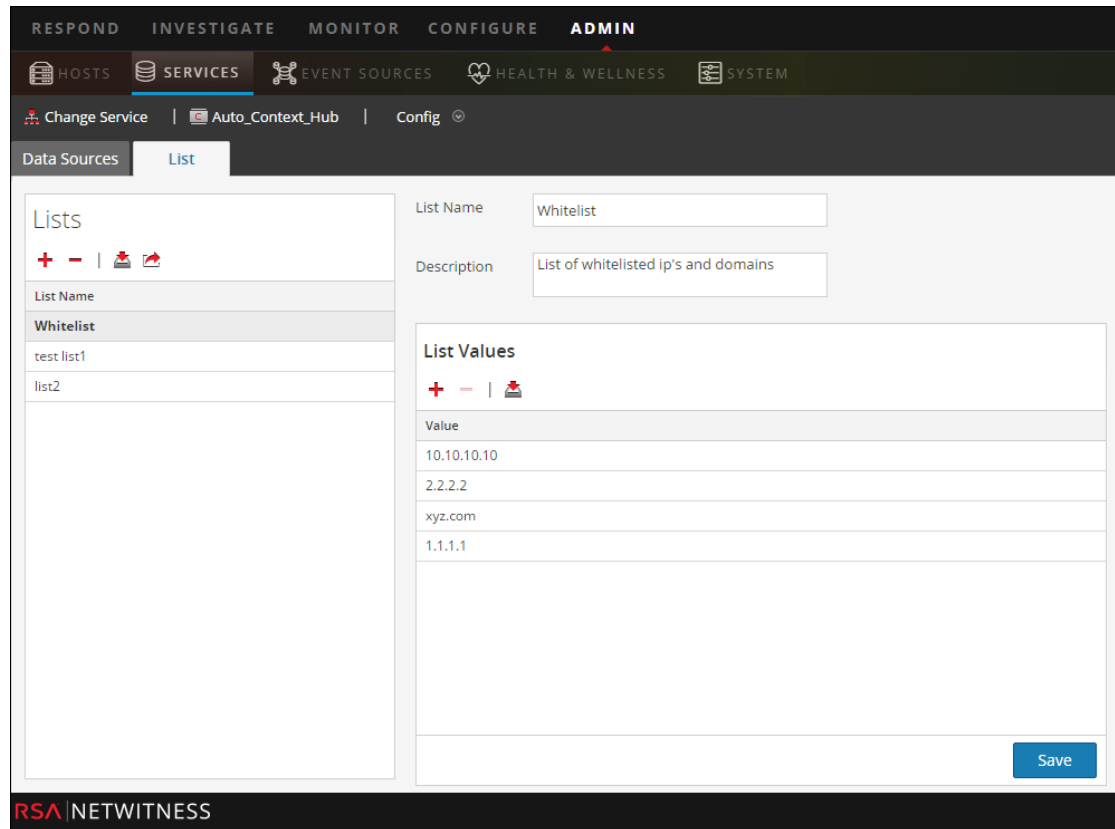 RESPOND INVESTIGATE MONITOR CONFIGURE ADMIN
HOSTS SERVICES EVENT SOURCES HEALTH & WELLNESS SYSTEM
Change Service | C Auto_Context_Hub | Config
Data Sources List
Lists
List Name
Whitelist
test list1
list2
List Name Whitelist
Description List of whitelisted ip's and domains
List Values
Value
10.10.10.10
2.2.2.2
xyz.com
1.1.1.1
Save
RSA NETWITNESS